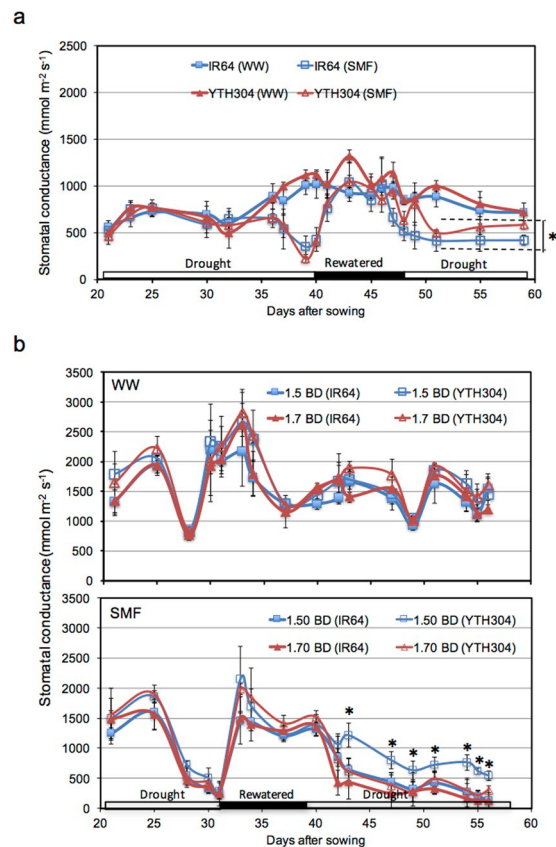 a
2500
2000
1500
1000
500
0
Stomatal conductance (mmol m⁻² s⁻¹)
IR64 (WW)
IR64 (SMF)
YTH304 (WW)
YTH304 (SMF)
*
Drought
Rewatered
Drought
20 25 30 35 40 45 50 55 60
Days after sowing
b
WW
3500
3000
2500
2000
1500
1000
500
0
Stomatal conductance (mmol m⁻² s⁻¹)
1.5 BD (IR64)
1.5 BD (YTH304)
1.7 BD (IR64)
1.7 BD (YTH304)
SMF
3500
3000
2500
2000
1500
1000
500
0
1.50 BD (IR64)
1.50 BD (YTH304)
1.70 BD (IR64)
1.70 BD (YTH304)
* * * * * * *
Drought
Rewatered
Drought
20 30 40 50 60
Days after sowing